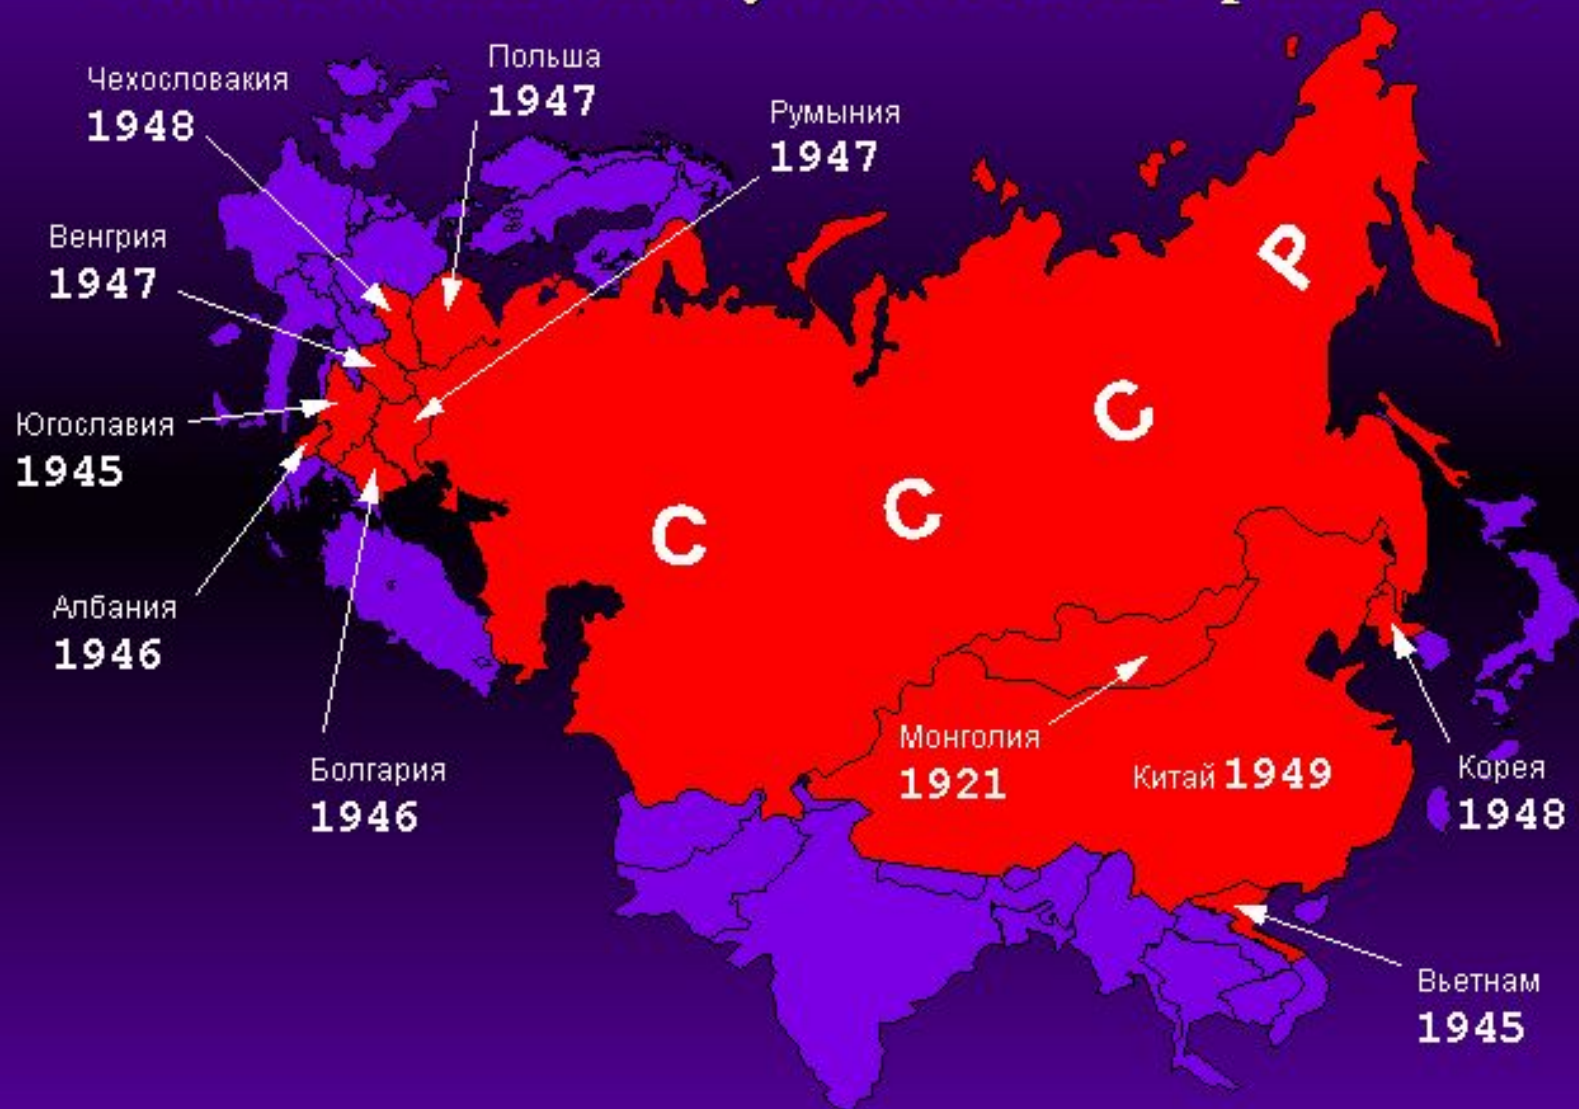 Чехословакия
1948
Польша
1947
Румыния
1947
Венгрия
1947
Югославия
1945
Албания
1946
Болгария
1946
С С С Р
Монголия
1921
Китай 1949
Корея
1948
Вьетнам
1945